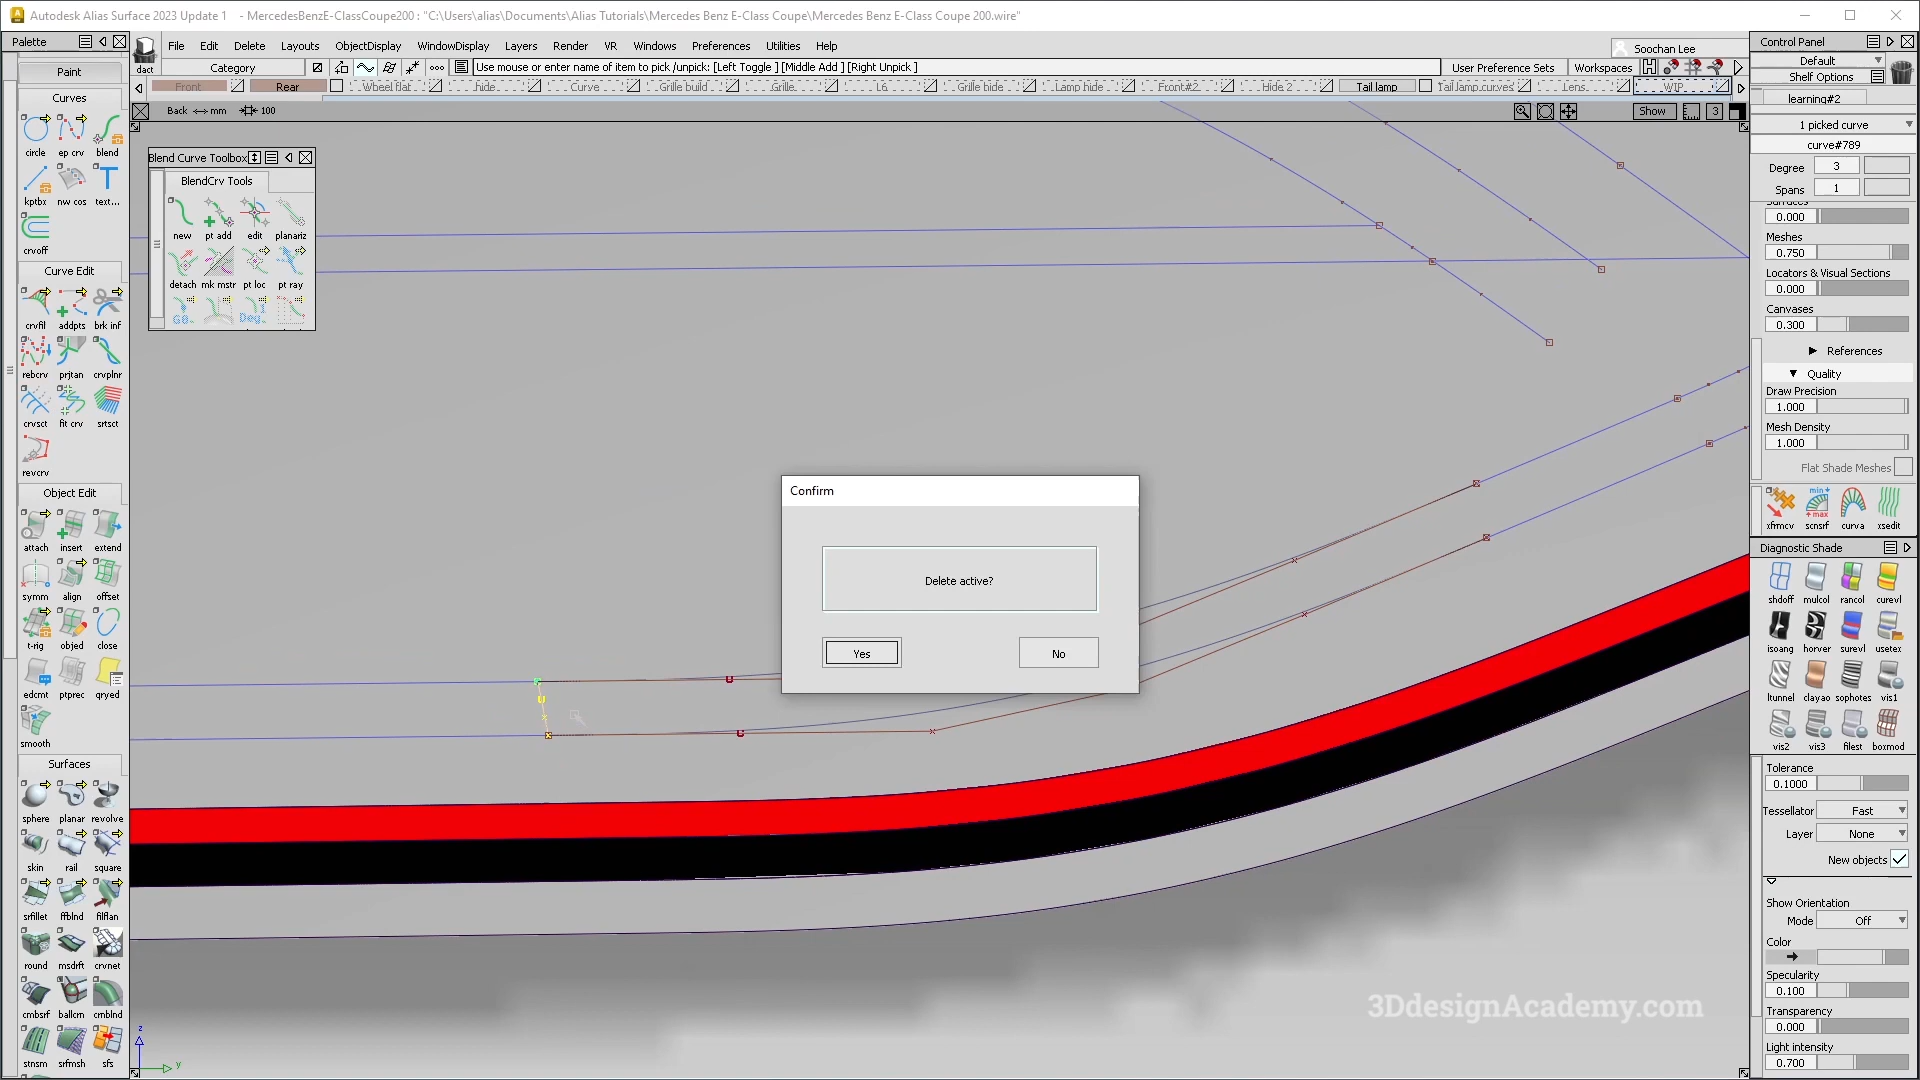 Autodesk Alias Surface 2023 Update 1 - MercedesBenzE-ClassCoupe200 : "C:\Users\alias\Documents\Alias Tutorials\Mercedes Benz E-Class Coupe\Mercedes Benz E-Class Coupe 200.wire"
Palette
dact
File Edit Delete Layouts ObjectDisplay WindowDisplay Layers Render VR Windows Preferences Utilities Help
Soochan Lee
Category
Use mouse or enter name of item to pick /unpick: [Left Toggle ] [Middle Add ] [Right Unpick ]
User Preference Sets Workspaces
Front Rear Wheel flat hide Curve Grille build Grille L6 Grille hide Lamp hide Front#2 Hide 2 Tail lamp Tail lamp curves Lens WIP
Back mm 100
Show 3
Paint
Curves
circle ep crv blend
kptbx nw cos text...
crvoff
Curve Edit
crvfil addpts brk inf
rebcrv prjtan crvplnr
crvsct fit crv srtsct
revcrv
Object Edit
attach insert extend
symm align offset
t-rig objed close
edcmt ptprec qryed
smooth
Surfaces
sphere planar revolve
skin rail square
srfillet ffblnd filflan
round msdrft crvnet
cmbsrf ballcrn cmblnd
stnsm srfmsh sfs
Blend Curve Toolbox
BlendCrv Tools
new pt add edit planariz
detach mk mstr pt loc pt ray
Confirm
Delete active?
Yes No
z
y
Control Panel
Default
Shelf Options
learning#2
1 picked curve
curve#789
Degree 3
Spans 1
Surfaces
0.000
Meshes
0.750
Locators & Visual Sections
0.000
Canvases
0.300
References
Quality
Draw Precision
1.000
Mesh Density
1.000
Flat Shade Meshes
xfrmcv scnsrf curva xsedit
Diagnostic Shade
shdoff mulcol rancol curevl
isoang horver surevl usetex
ltunnel clayao sophotes vis1
vis2 vis3 filest boxmod
Tolerance
0.1000
Tessellator Fast
Layer None
New objects
Show Orientation
Mode Off
Color
Specularity
0.100
Transparency
0.000
Light intensity
0.700
3DdesignAcademy.com